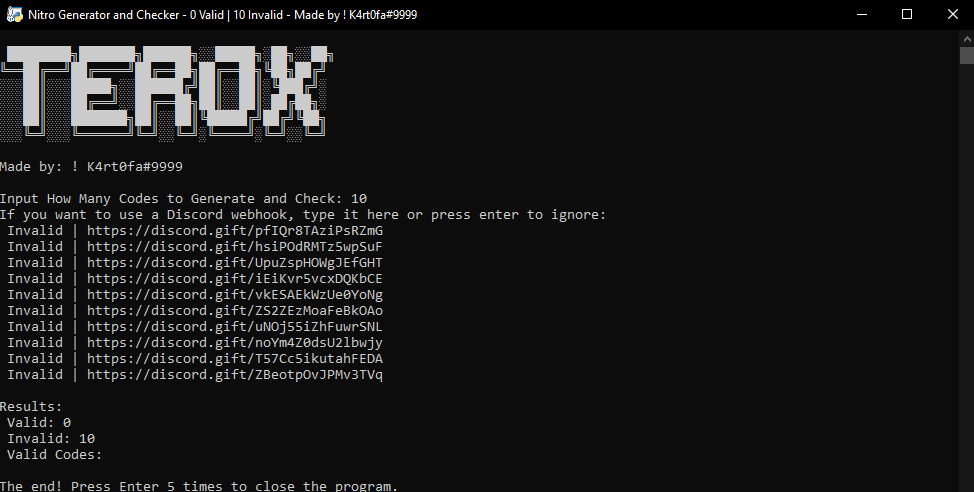 Nitro Generator and Checker - 0 Valid | 10 Invalid - Made by ! K4rt0fa#9999
TEROX
Made by: ! K4rt0fa#9999
Input How Many Codes to Generate and Check: 10
If you want to use a Discord webhook, type it here or press enter to ignore:
Invalid | https://discord.gift/pfIQr8TAziPsRZmG
Invalid | https://discord.gift/hsiPOdRMTz5wpSuF
Invalid | https://discord.gift/UpuZspHOWgJEfGHT
Invalid | https://discord.gift/iEiKvr5vcxDQKbCE
Invalid | https://discord.gift/vkESAEkWzUe0YoNg
Invalid | https://discord.gift/ZS2ZEzMoaFeBkOAo
Invalid | https://discord.gift/uNOj55iZhFuwrSNL
Invalid | https://discord.gift/noYm4Z0dsU2lbwjy
Invalid | https://discord.gift/T57Cc5ikutahFEDA
Invalid | https://discord.gift/ZBeotpOvJPMv3TVq
Results:
Valid: 0
Invalid: 10
Valid Codes:
The end! Press Enter 5 times to close the program.